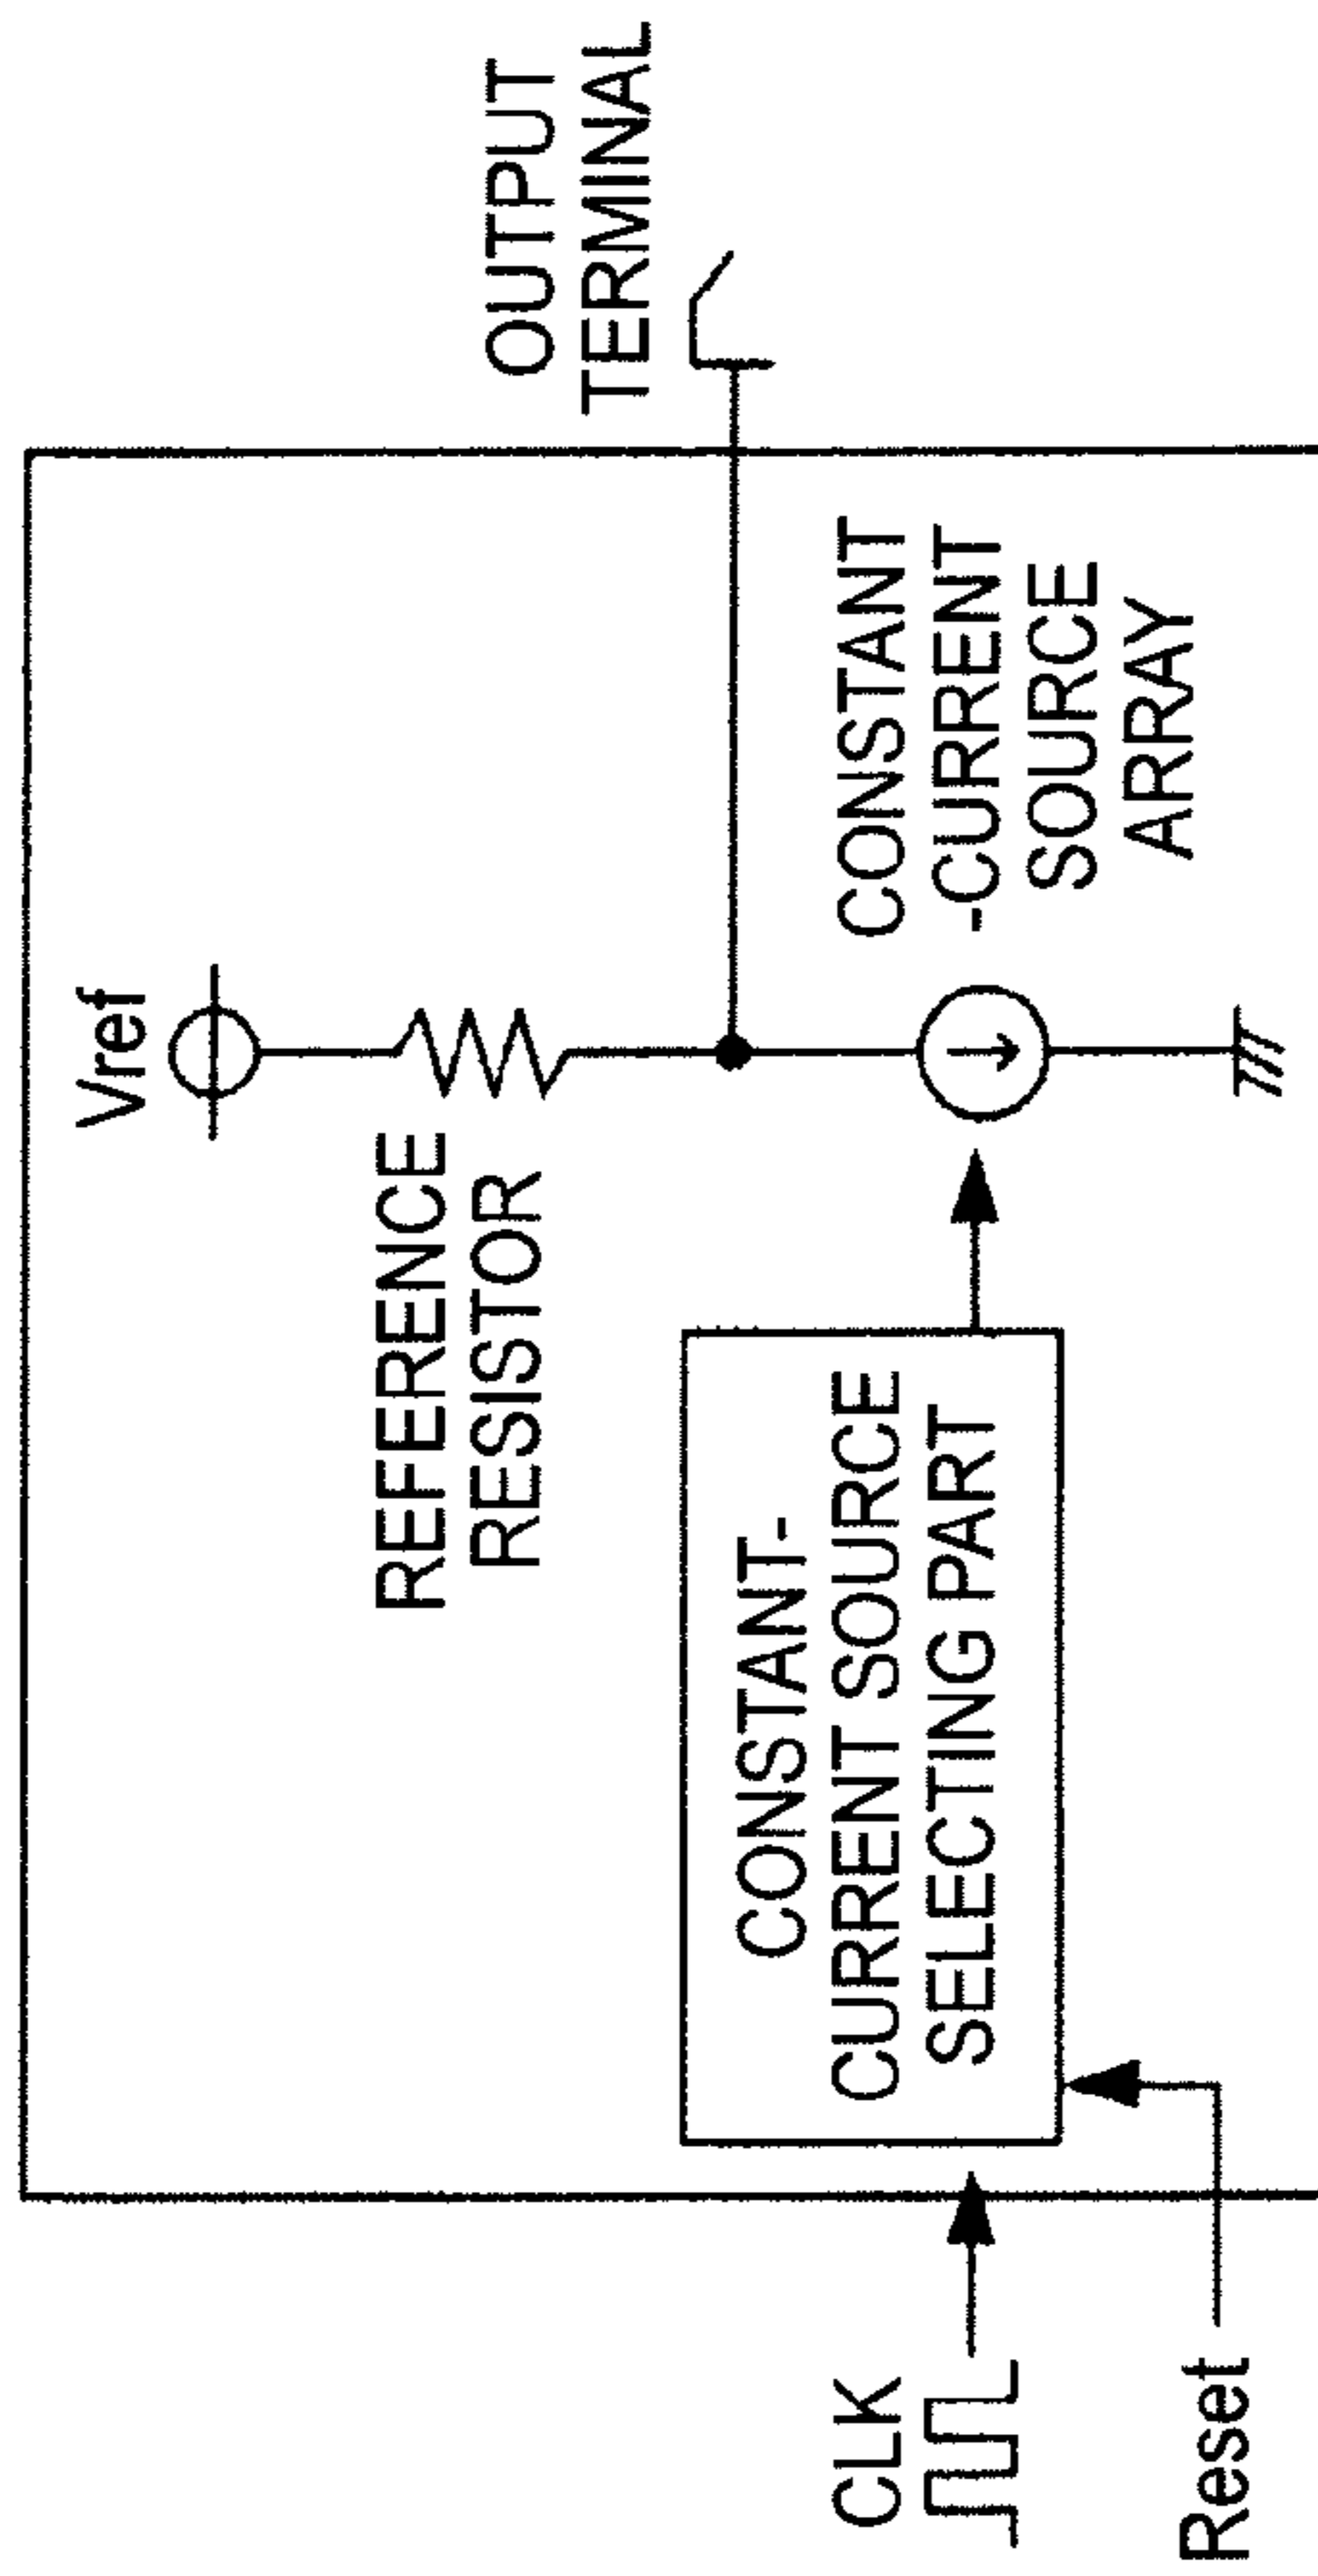 Vref
REFERENCE
RESISTOR
OUTPUT
TERMINAL
CONSTANT-
CURRENT SOURCE
SELECTING PART
CONSTANT
-CURRENT
SOURCE
ARRAY
CLK
Reset